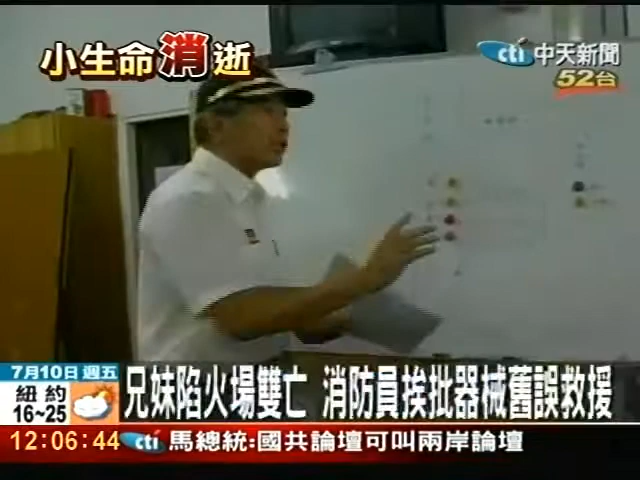 小生命消逝
cti 中天新聞
52台
7月10日 週五
紐約
16~25
兄妹陷火場雙亡 消防員挨批器械舊誤救援
12:06:44 cti 馬總統:國共論壇可叫兩岸論壇